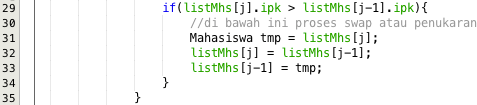 29 if(listMhs[j].ipk > listMhs[j-1].ipk){
30 //di bawah ini proses swap atau penukaran
31 Mahasiswa tmp = listMhs[j];
32 listMhs[j] = listMhs[j-1];
33 listMhs[j-1] = tmp;
34 }
35 }